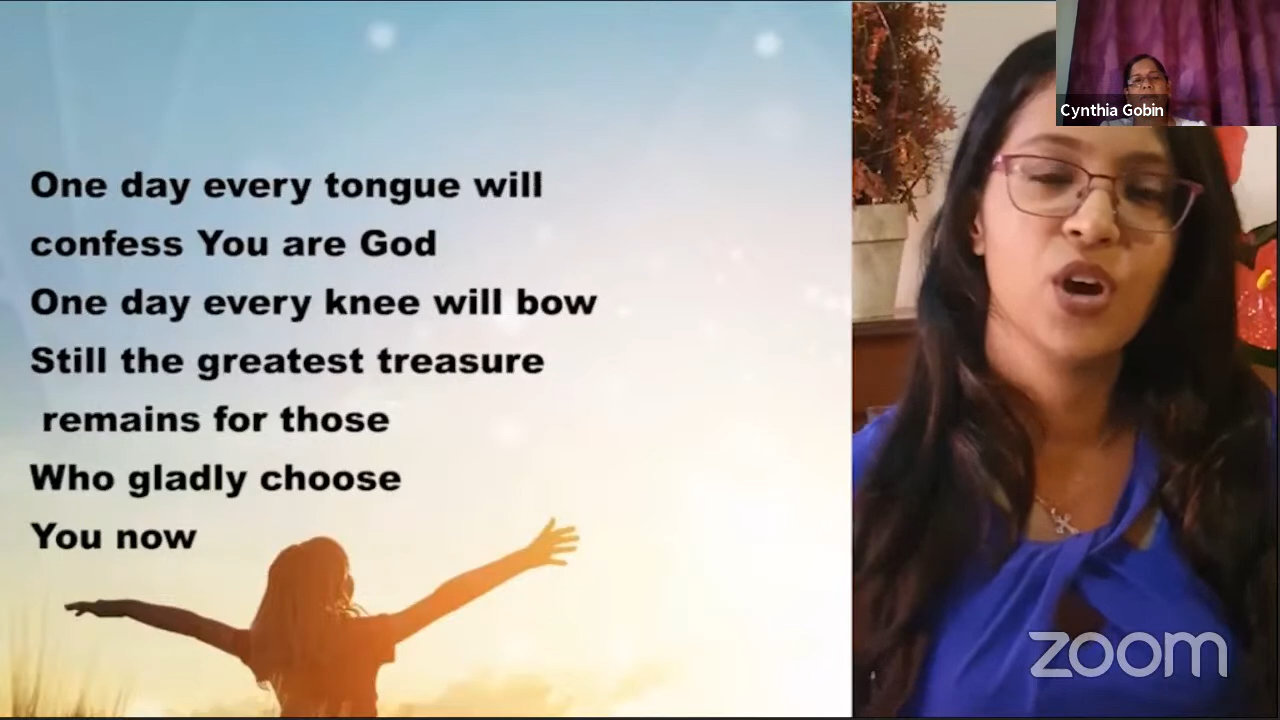 One day every tongue will
confess You are God
One day every knee will bow
Still the greatest treasure
remains for those
Who gladly choose
You now
Cynthia Gobin
zoom